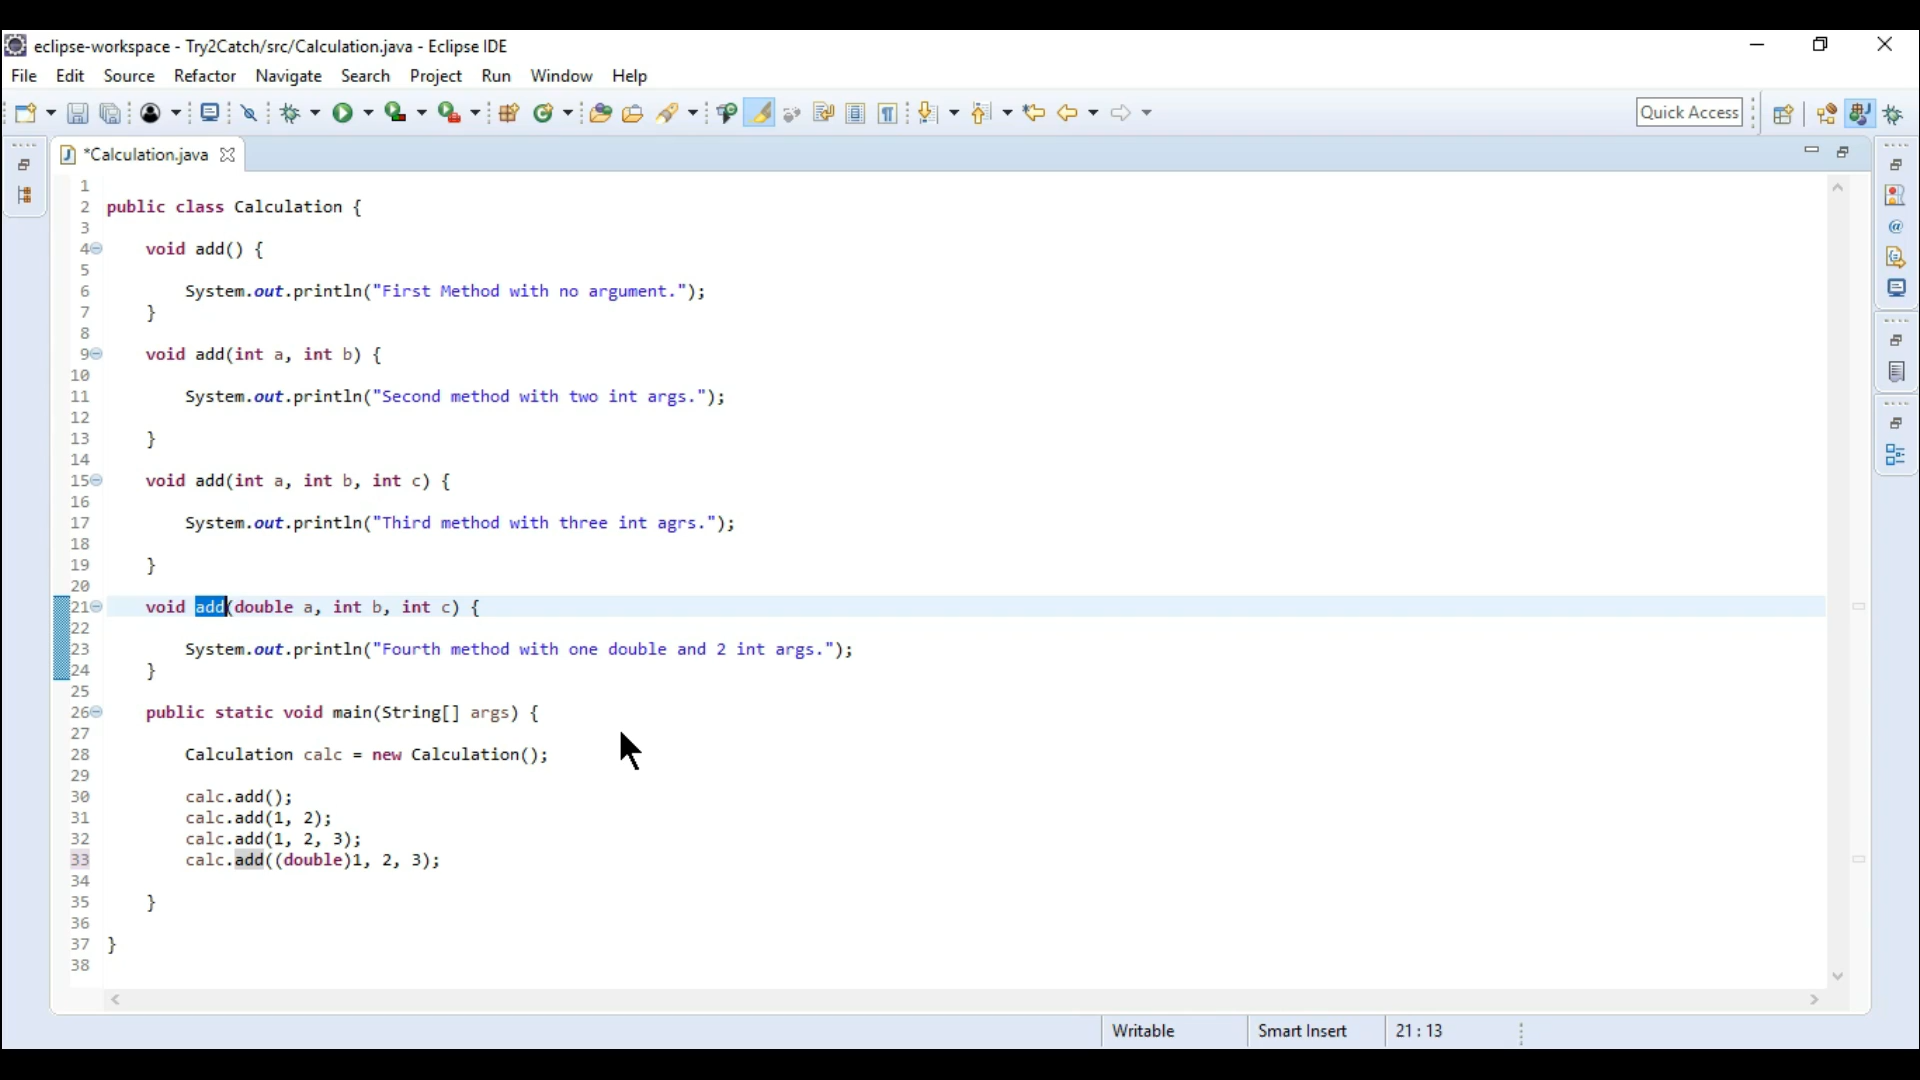 eclipse-workspace - Try2Catch/src/Calculation.java - Eclipse IDE
File Edit Source Refactor Navigate Search Project Run Window Help
Quick Access
*Calculation.java
1
2 public class Calculation {
3
4 void add() {
5
6 System.out.println("First Method with no argument.");
7 }
8
9 void add(int a, int b) {
10
11 System.out.println("Second method with two int args.");
12
13 }
14
15 void add(int a, int b, int c) {
16
17 System.out.println("Third method with three int agrs.");
18
19 }
20
21 void add(double a, int b, int c) {
22
23 System.out.println("Fourth method with one double and 2 int args.");
24 }
25
26 public static void main(String[] args) {
27
28 Calculation calc = new Calculation();
29
30 calc.add();
31 calc.add(1, 2);
32 calc.add(1, 2, 3);
33 calc.add((double)1, 2, 3);
34
35 }
36
37 }
38
Writable Smart Insert 21 : 13